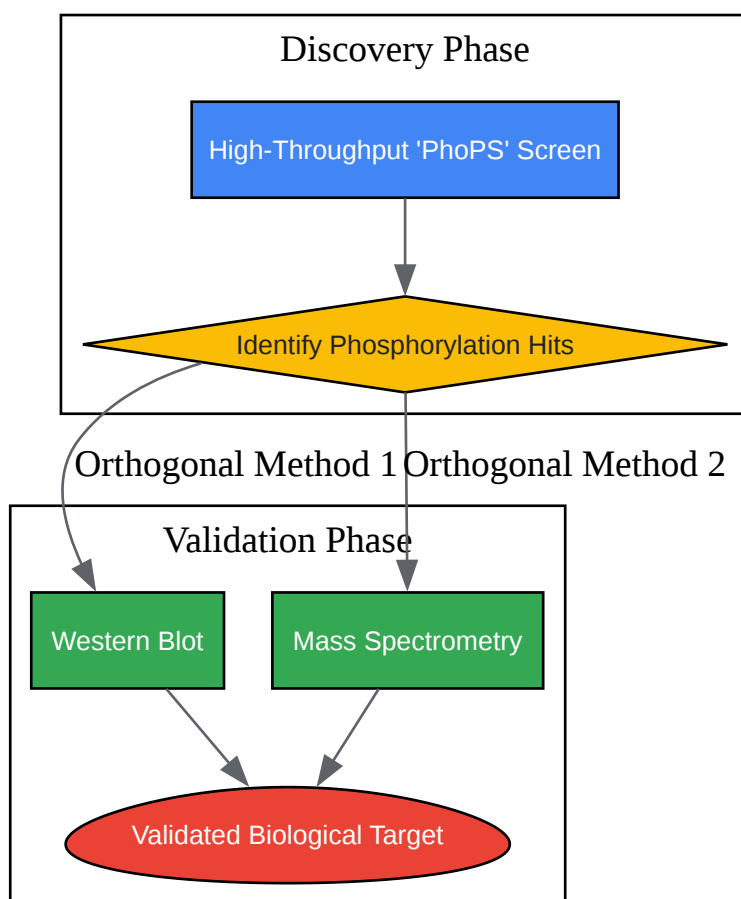 Discovery Phase
High-Throughput 'PhoPS' Screen
Identify Phosphorylation Hits
Orthogonal Method 1
Orthogonal Method 2
Validation Phase
Western Blot
Mass Spectrometry
Validated Biological Target